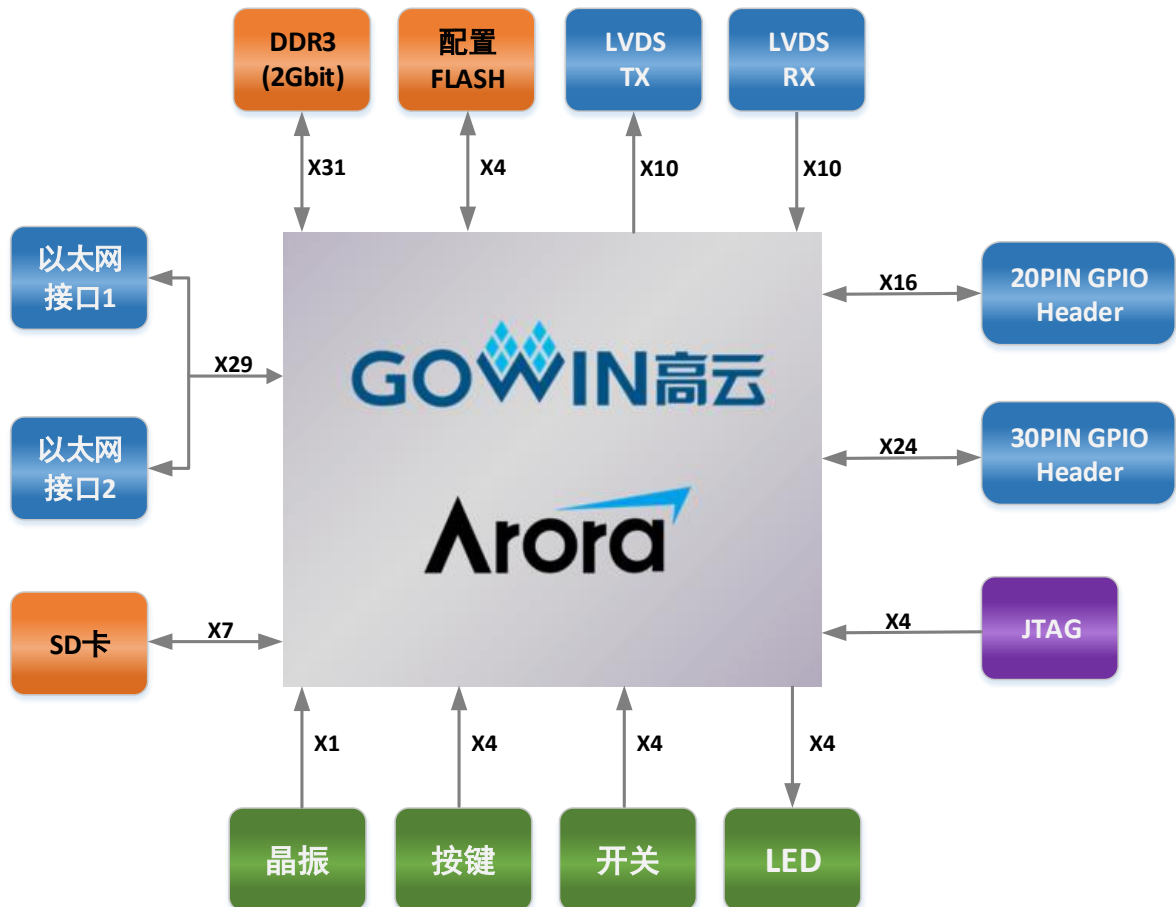 DDR3
(2Gbit)
配置
FLASH
LVDS
TX
LVDS
RX
X31
X4
X10
X10
以太网
接口1
X29
以太网
接口2
SD卡
X7
GOWIN高云
Arora
X16
20PIN GPIO
Header
X24
30PIN GPIO
Header
X4
JTAG
X1
X4
X4
X4
晶振
按键
开关
LED